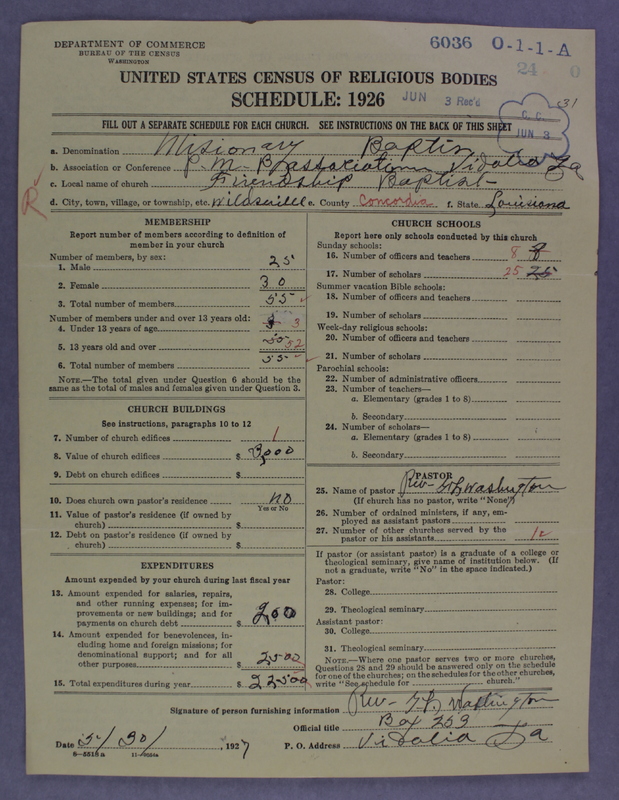 DEPARTMENT OF COMMERCE
BUREAU OF THE CENSUS
WASHINGTON
6036 O-1-1-A
24 0
UNITED STATES CENSUS OF RELIGIOUS BODIES
SCHEDULE: 1926
JUN 3 Rec'd
31
O. C.
JUN 3
FILL OUT A SEPARATE SCHEDULE FOR EACH CHURCH. SEE INSTRUCTIONS ON THE BACK OF THIS SHEET
a. Denomination Misionary Baptis
b. Association or Conference P. M. B. association Vidalia La
c. Local name of church Friendship Baptist
d. City, town, village, or township, etc. Wildsville e. County Concordia f. State Louisiana
MEMBERSHIP
Report number of members according to definition of member in your church
Number of members, by sex:
1. Male 25
2. Female 30
3. Total number of members 55
Number of members under and over 13 years old:
4. Under 13 years of age 3
5. 13 years old and over 52
6. Total number of members 55
NOTE.—The total given under Question 6 should be the same as the total of males and females given under Question 3.
CHURCH BUILDINGS
See instructions, paragraphs 10 to 12
7. Number of church edifices 1
8. Value of church edifices $ 3,000
9. Debt on church edifices $
10. Does church own pastor's residence no
Yes or No
11. Value of pastor's residence (if owned by church) $
12. Debt on pastor's residence (if owned by church) $
EXPENDITURES
Amount expended by your church during last fiscal year
13. Amount expended for salaries, repairs, and other running expenses; for improvements or new buildings; and for payments on church debt $ 200
14. Amount expended for benevolences, including home and foreign missions; for denominational support; and for all other purposes $ 2500
15. Total expenditures during year $ 22500
CHURCH SCHOOLS
Report here only schools conducted by this church
Sunday schools:
16. Number of officers and teachers 8 8
17. Number of scholars 25 25
Summer vacation Bible schools:
18. Number of officers and teachers
19. Number of scholars
Week-day religious schools:
20. Number of officers and teachers
21. Number of scholars
Parochial schools:
22. Number of administrative officers
23. Number of teachers—
a. Elementary (grades 1 to 8)
b. Secondary
24. Number of scholars—
a. Elementary (grades 1 to 8)
b. Secondary
PASTOR
25. Name of pastor Rev- Washington
(If church has no pastor, write "None")
26. Number of ordained ministers, if any, employed as assistant pastors
27. Number of other churches served by the pastor or his assistants
If pastor (or assistant pastor) is a graduate of a college or theological seminary, give name of institution below. (If not a graduate, write "No" in the space indicated.)
Pastor:
28. College
29. Theological seminary
Assistant pastor:
30. College
31. Theological seminary
NOTE.—Where one pastor serves two or more churches, Questions 28 and 29 should be answered only on the schedule for one of the churches; on the schedules for the other churches, write "See schedule for church."
Signature of person furnishing information Rev- Washington
Official title Box 253
Date 5/30/, 1927 P. O. Address Vidalia La
8—5518a